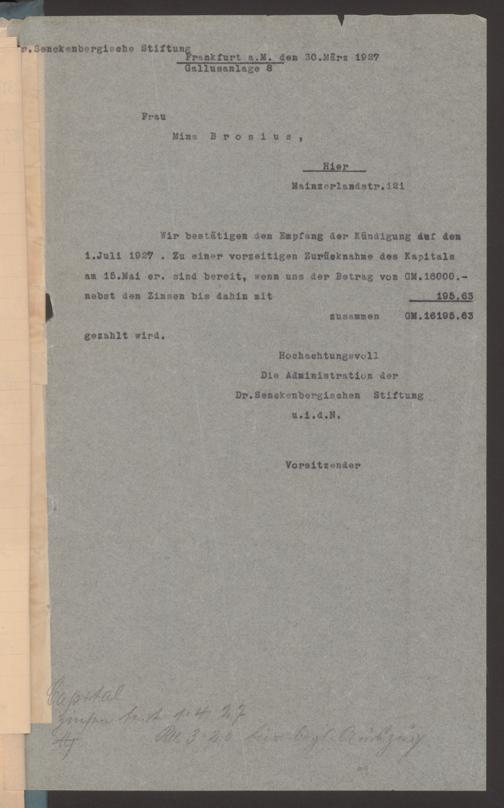 r.Senckenbergische Stiftung
Frankfurt a.M. den 30.März 1927
Gallusanlage 8
Frau
Mina Brosius,
Hier
Mainzerlandstr.121
Wir bestätigen den Empfang der Kündigung auf den
1.Juli 1927 . Zu einer vorzeitigen Zurücknahme des Kapitals
am 15.Mai cr. sind bereit, wenn uns der Betrag von GM.16000.-
nebst den Zinsen bis dahin mit 195.63
zusammen GM.16195.63
gezahlt wird.
Hochachtungsvoll
Die Administration der
Dr.Senckenbergischen Stiftung
u.i.d.N.
Vorsitzender
Capital
27